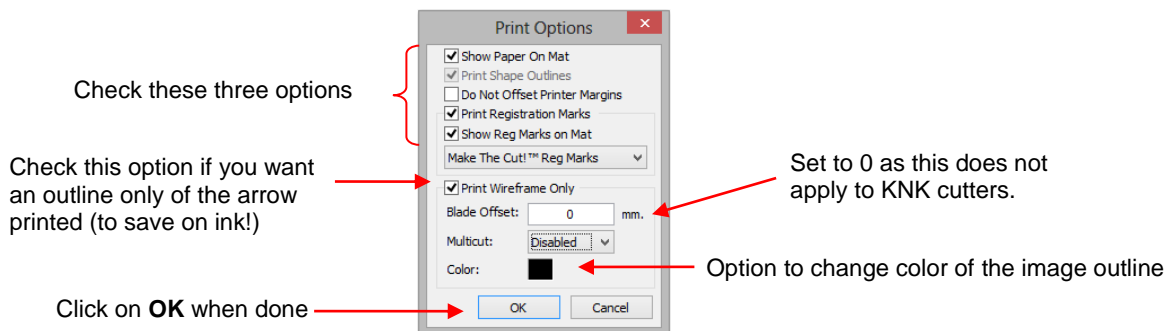 Print Options
Show Paper On Mat
Print Shape Outlines
Do Not Offset Printer Margins
Print Registration Marks
Show Reg Marks on Mat
Make The Cut!™ Reg Marks
Print Wireframe Only
Blade Offset: 0 mm.
Multicut: Disabled
Color:
OK Cancel
Check these three options
Check this option if you want
an outline only of the arrow
printed (to save on ink!)
Set to 0 as this does not
apply to KNK cutters.
Option to change color of the image outline
Click on OK when done